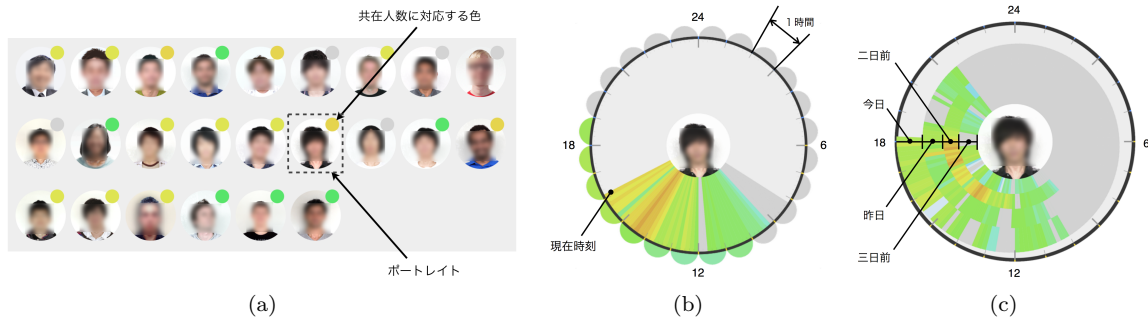 共在人数に対応する色
ポートレイト
(a)
24
1時間
18
6
現在時刻
12
(b)
24
二日前
今日
18
6
昨日
三日前
12
(c)